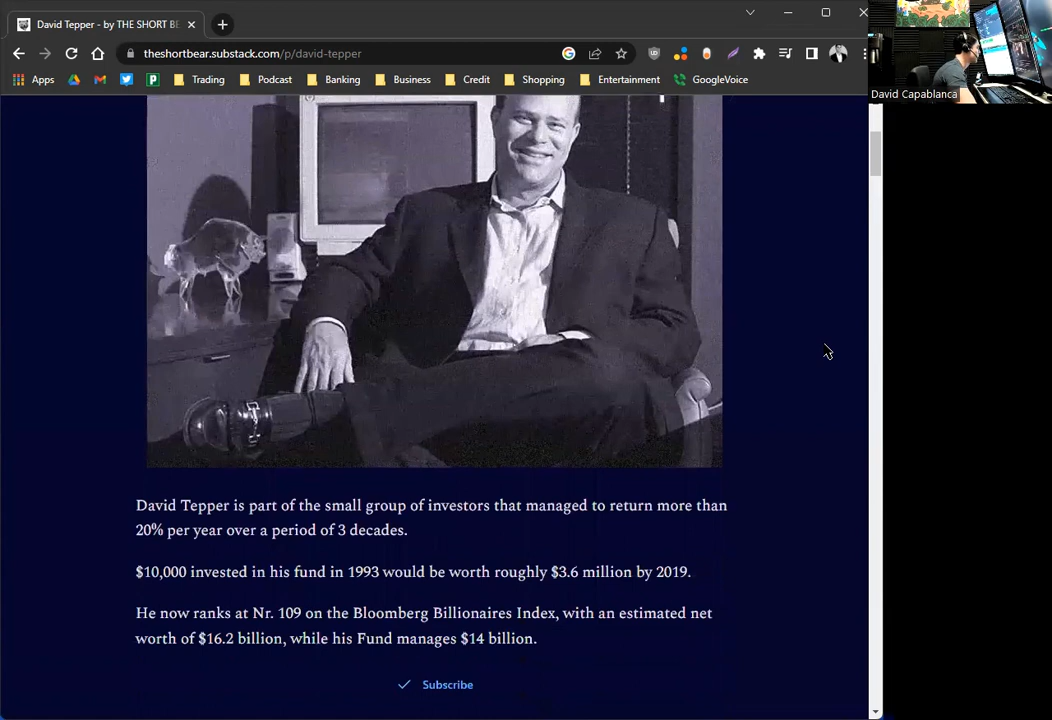 David Tepper - by THE SHORT BE
theshortbear.substack.com/p/david-tepper
Apps
Trading
Podcast
Banking
Business
Credit
Shopping
Entertainment
GoogleVoice
David Capablanca
David Tepper is part of the small group of investors that managed to return more than
20% per year over a period of 3 decades.
$10,000 invested in his fund in 1993 would be worth roughly $3.6 million by 2019.
He now ranks at Nr. 109 on the Bloomberg Billionaires Index, with an estimated net
worth of $16.2 billion, while his Fund manages $14 billion.
Subscribe